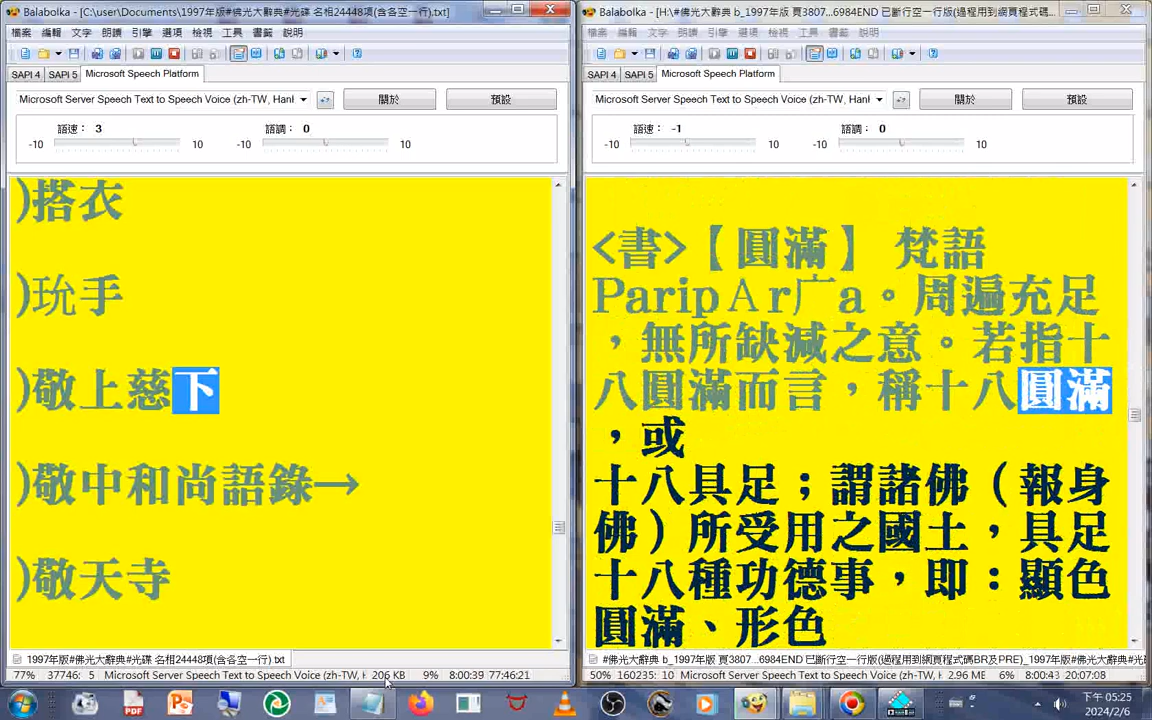 Balabolka - [C:\user\Documents\1997年版#佛光大辭典#光碟 名相24448項(含各空一行).txt]
檔案 編輯 文字 朗讀 引擎 選項 檢視 工具 書籤 說明
SAPI 4 SAPI 5 Microsoft Speech Platform
Microsoft Server Speech Text to Speech Voice (zh-TW, Hanl
關於
預設
語速： 3
語調： 0
-10 10 -10 10
)搭衣
)玧手
)敬上慈下
)敬中和尚語錄→
)敬天寺
1997年版#佛光大辭典#光碟 名相24448項(含各空一行).txt
77% 37746: 5 Microsoft Server Speech Text to Speech Voice (zh-TW, H 206 KB 9% 8:00:39 77:46:21
Balabolka - [H:\#佛光大辭典 b_1997年版 頁3807...6984END 已斷行空一行版(過程用到網頁程式碼...
檔案 編輯 文字 朗讀 引擎 選項 檢視 工具 書籤 說明
SAPI 4 SAPI 5 Microsoft Speech Platform
Microsoft Server Speech Text to Speech Voice (zh-TW, Hanl
關於
預設
語速： -1
語調： 0
-10 10 -10 10
<書>【圓滿】 梵語
ParipＡr广a。周遍充足
，無所缺減之意。若指十
八圓滿而言，稱十八圓滿
，或
十八具足；謂諸佛（報身
佛）所受用之國土，具足
十八種功德事，即：顯色
圓滿、形色
#佛光大辭典 b_1997年版 頁3807...6984END 已斷行空一行版(過程用到網頁程式碼BR及PRE)_1997年版#佛光
50% 160235: 10 Microsoft Server Speech Text to Speech Voice (zh-TW, H 2.96 ME 6% 8:00:43 20:07:08
下午 05:25
2024/2/6